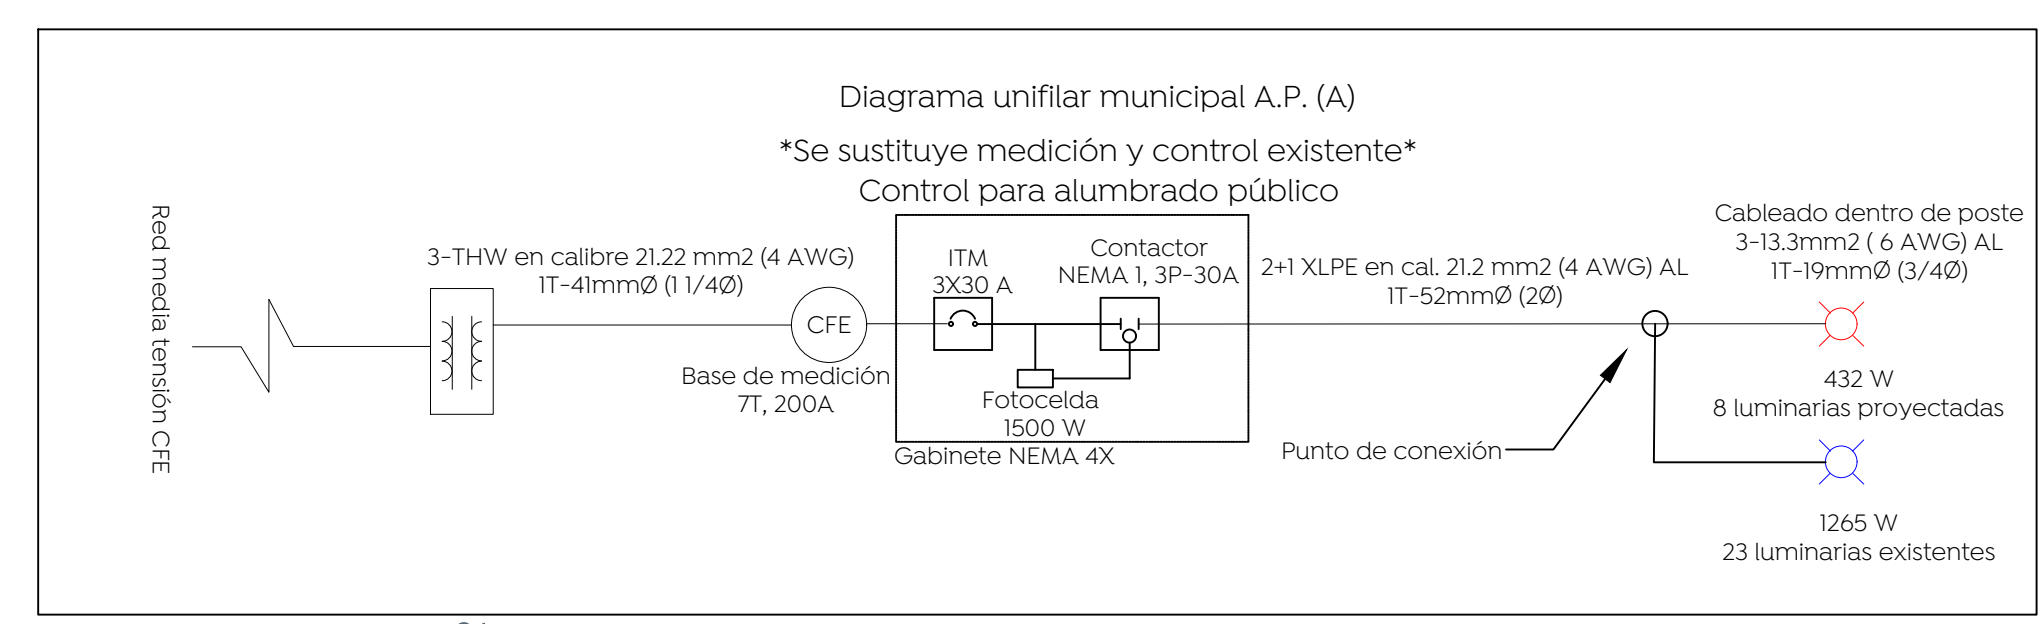 Diagrama unifilar municipal A.P. (A)
*Se sustituye medición y control existente*
Control para alumbrado público
Red media tensión CFE
3-THW en calibre 21.22 mm2 (4 AWG)
1T-41mmØ (1 1/4Ø)
CFE
Base de medición
7T, 200A
ITM
3X30 A
Contactor
NEMA 1, 3P-30A
Fotocelda
1500 W
Gabinete NEMA 4X
2+1 XLPE en cal. 21.2 mm2 (4 AWG) AL
1T-52mmØ (2Ø)
Punto de conexión
Cableado dentro de poste
3-13.3mm2 ( 6 AWG) AL
1T-19mmØ (3/4Ø)
432 W
8 luminarias proyectadas
1265 W
23 luminarias existentes